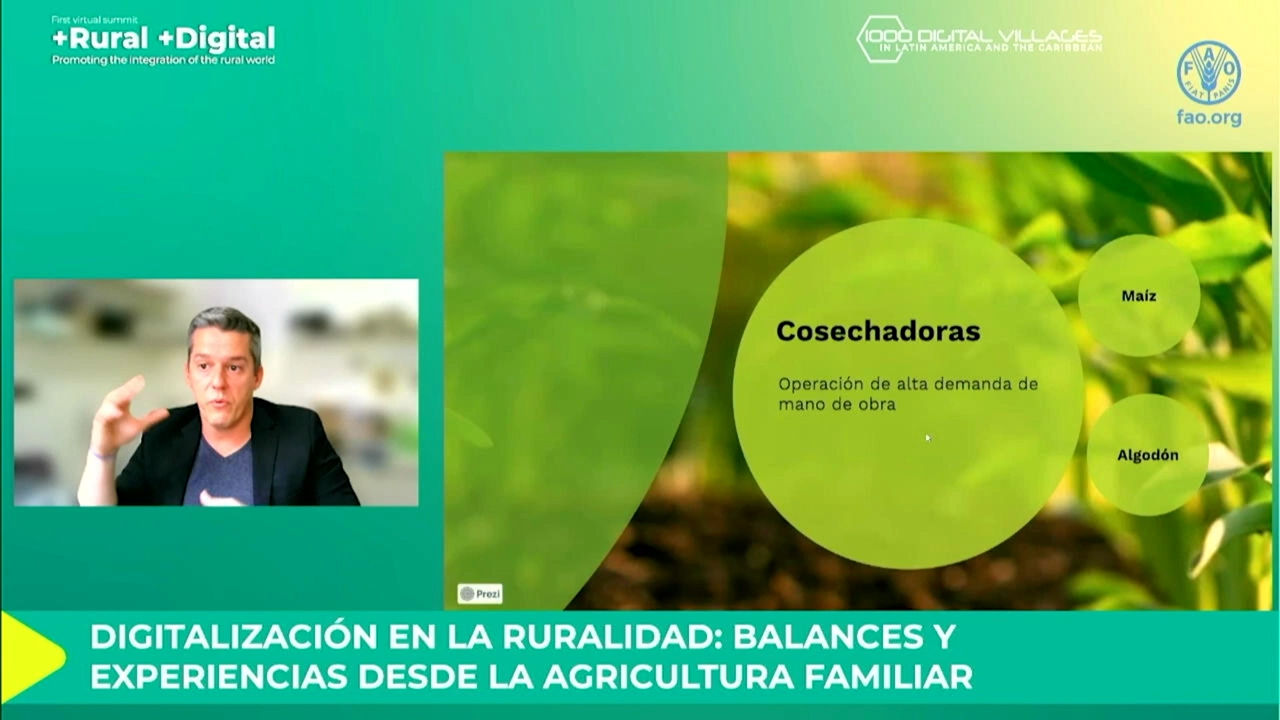 First virtual summit
+Rural +Digital
Promoting the integration of the rural world
1000 DIGITAL VILLAGES
IN LATIN AMERICA AND THE CARIBBEAN
F A O
FIAT PANIS
fao.org
Cosechadoras
Operación de alta demanda de
mano de obra
Maíz
Algodón
Prezi
DIGITALIZACIÓN EN LA RURALIDAD: BALANCES Y
EXPERIENCIAS DESDE LA AGRICULTURA FAMILIAR